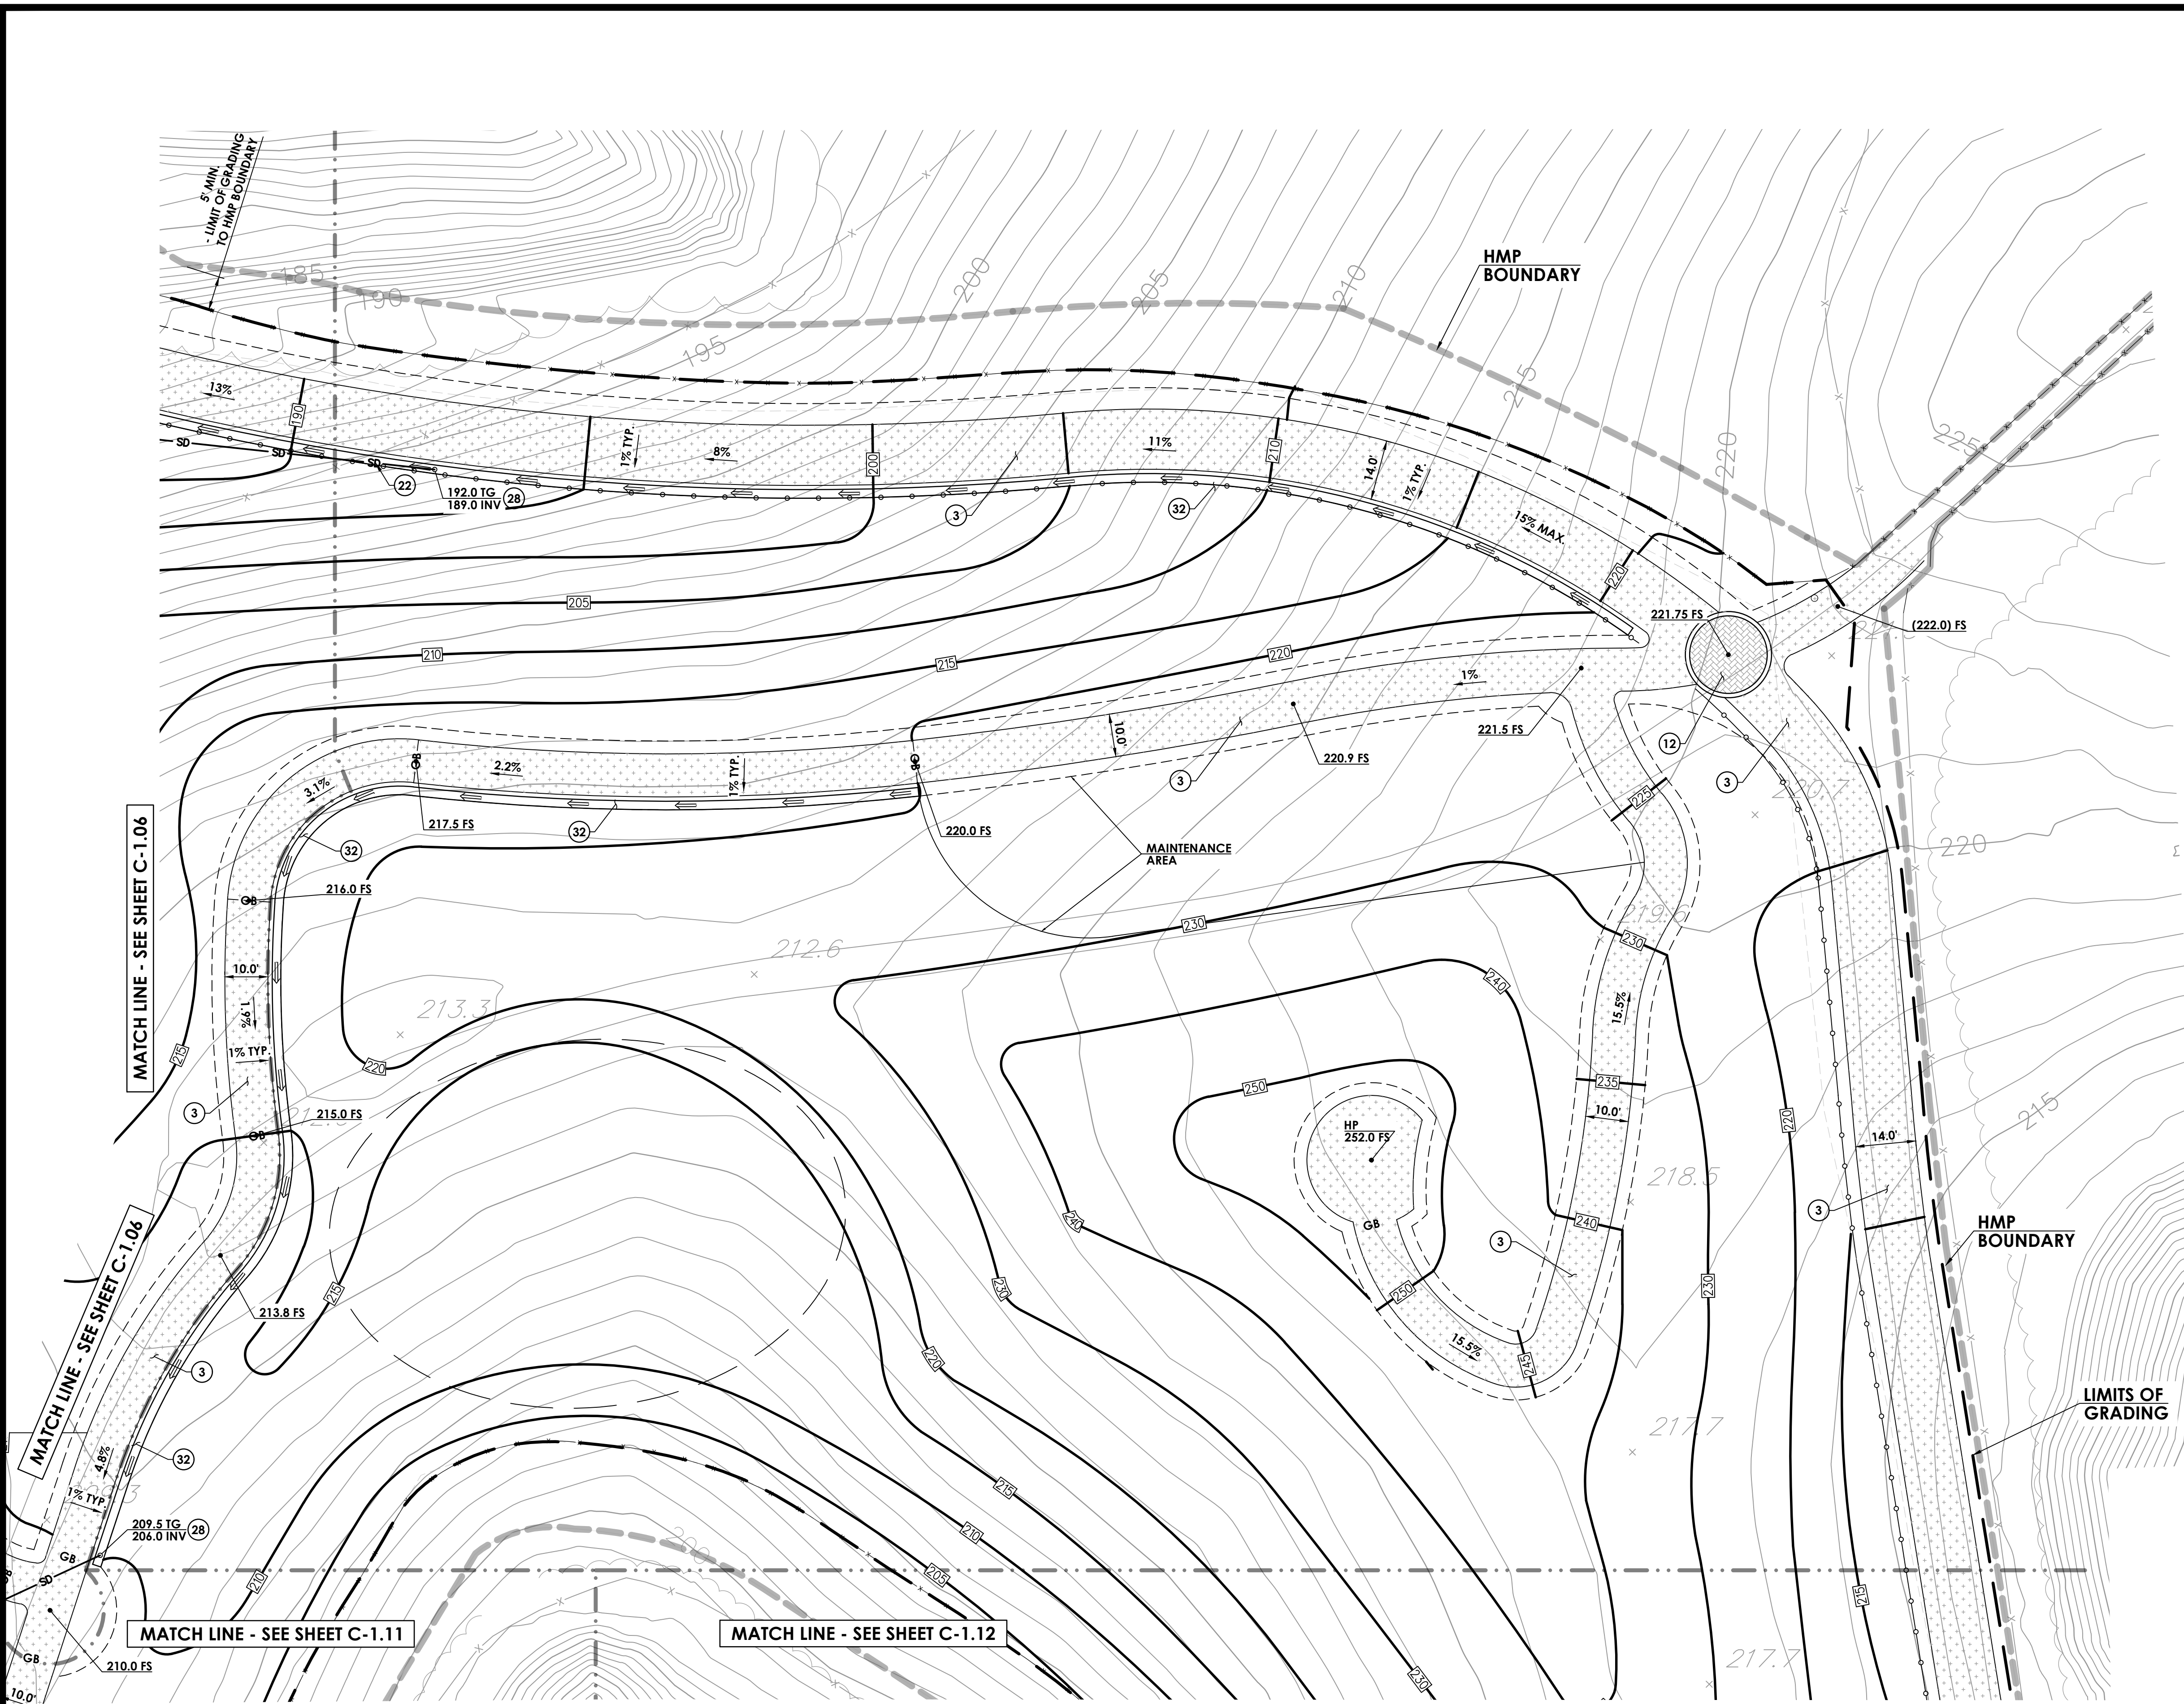 5' MIN.
- LIMIT OF GRADING
TO HMP BOUNDARY
185
190
195
200
205
210
215
220
225
HMP
BOUNDARY
13%
190
1% TYP.
8%
200
11%
210
14.0'
1% TYP.
15% MAX.
220
SD
SD
SD
22
192.0 TG
189.0 INV
28
3
32
205
210
215
220
221.75 FS
(222.0) FS
1%
221.5 FS
12
3
10.0'
3
220.9 FS
GB
2.2%
1% TYP.
GB
3.1%
217.5 FS
32
220.0 FS
32
MAINTENANCE
AREA
225
220
MATCH LINE - SEE SHEET C-1.06
216.0 FS
GB
10.0'
1.9%
1% TYP.
215
220
213.3
212.6
230
219.6
230
240
15.5%
235
10.0'
250
HP
252.0 FS
218.5
220
14.0'
215
3
215.0 FS
GB
240
GB
240
3
3
HMP
BOUNDARY
230
250
230
215
213.8 FS
220
15.5%
245
3
MATCH LINE - SEE SHEET C-1.06
LIMITS OF
GRADING
217.7
4.8%
32
1% TYP.
209.5 TG
206.0 INV
28
215
210
205
210
GB
SD
GB
215
MATCH LINE - SEE SHEET C-1.11
MATCH LINE - SEE SHEET C-1.12
217.7
210.0 FS
GB
10.0'
230